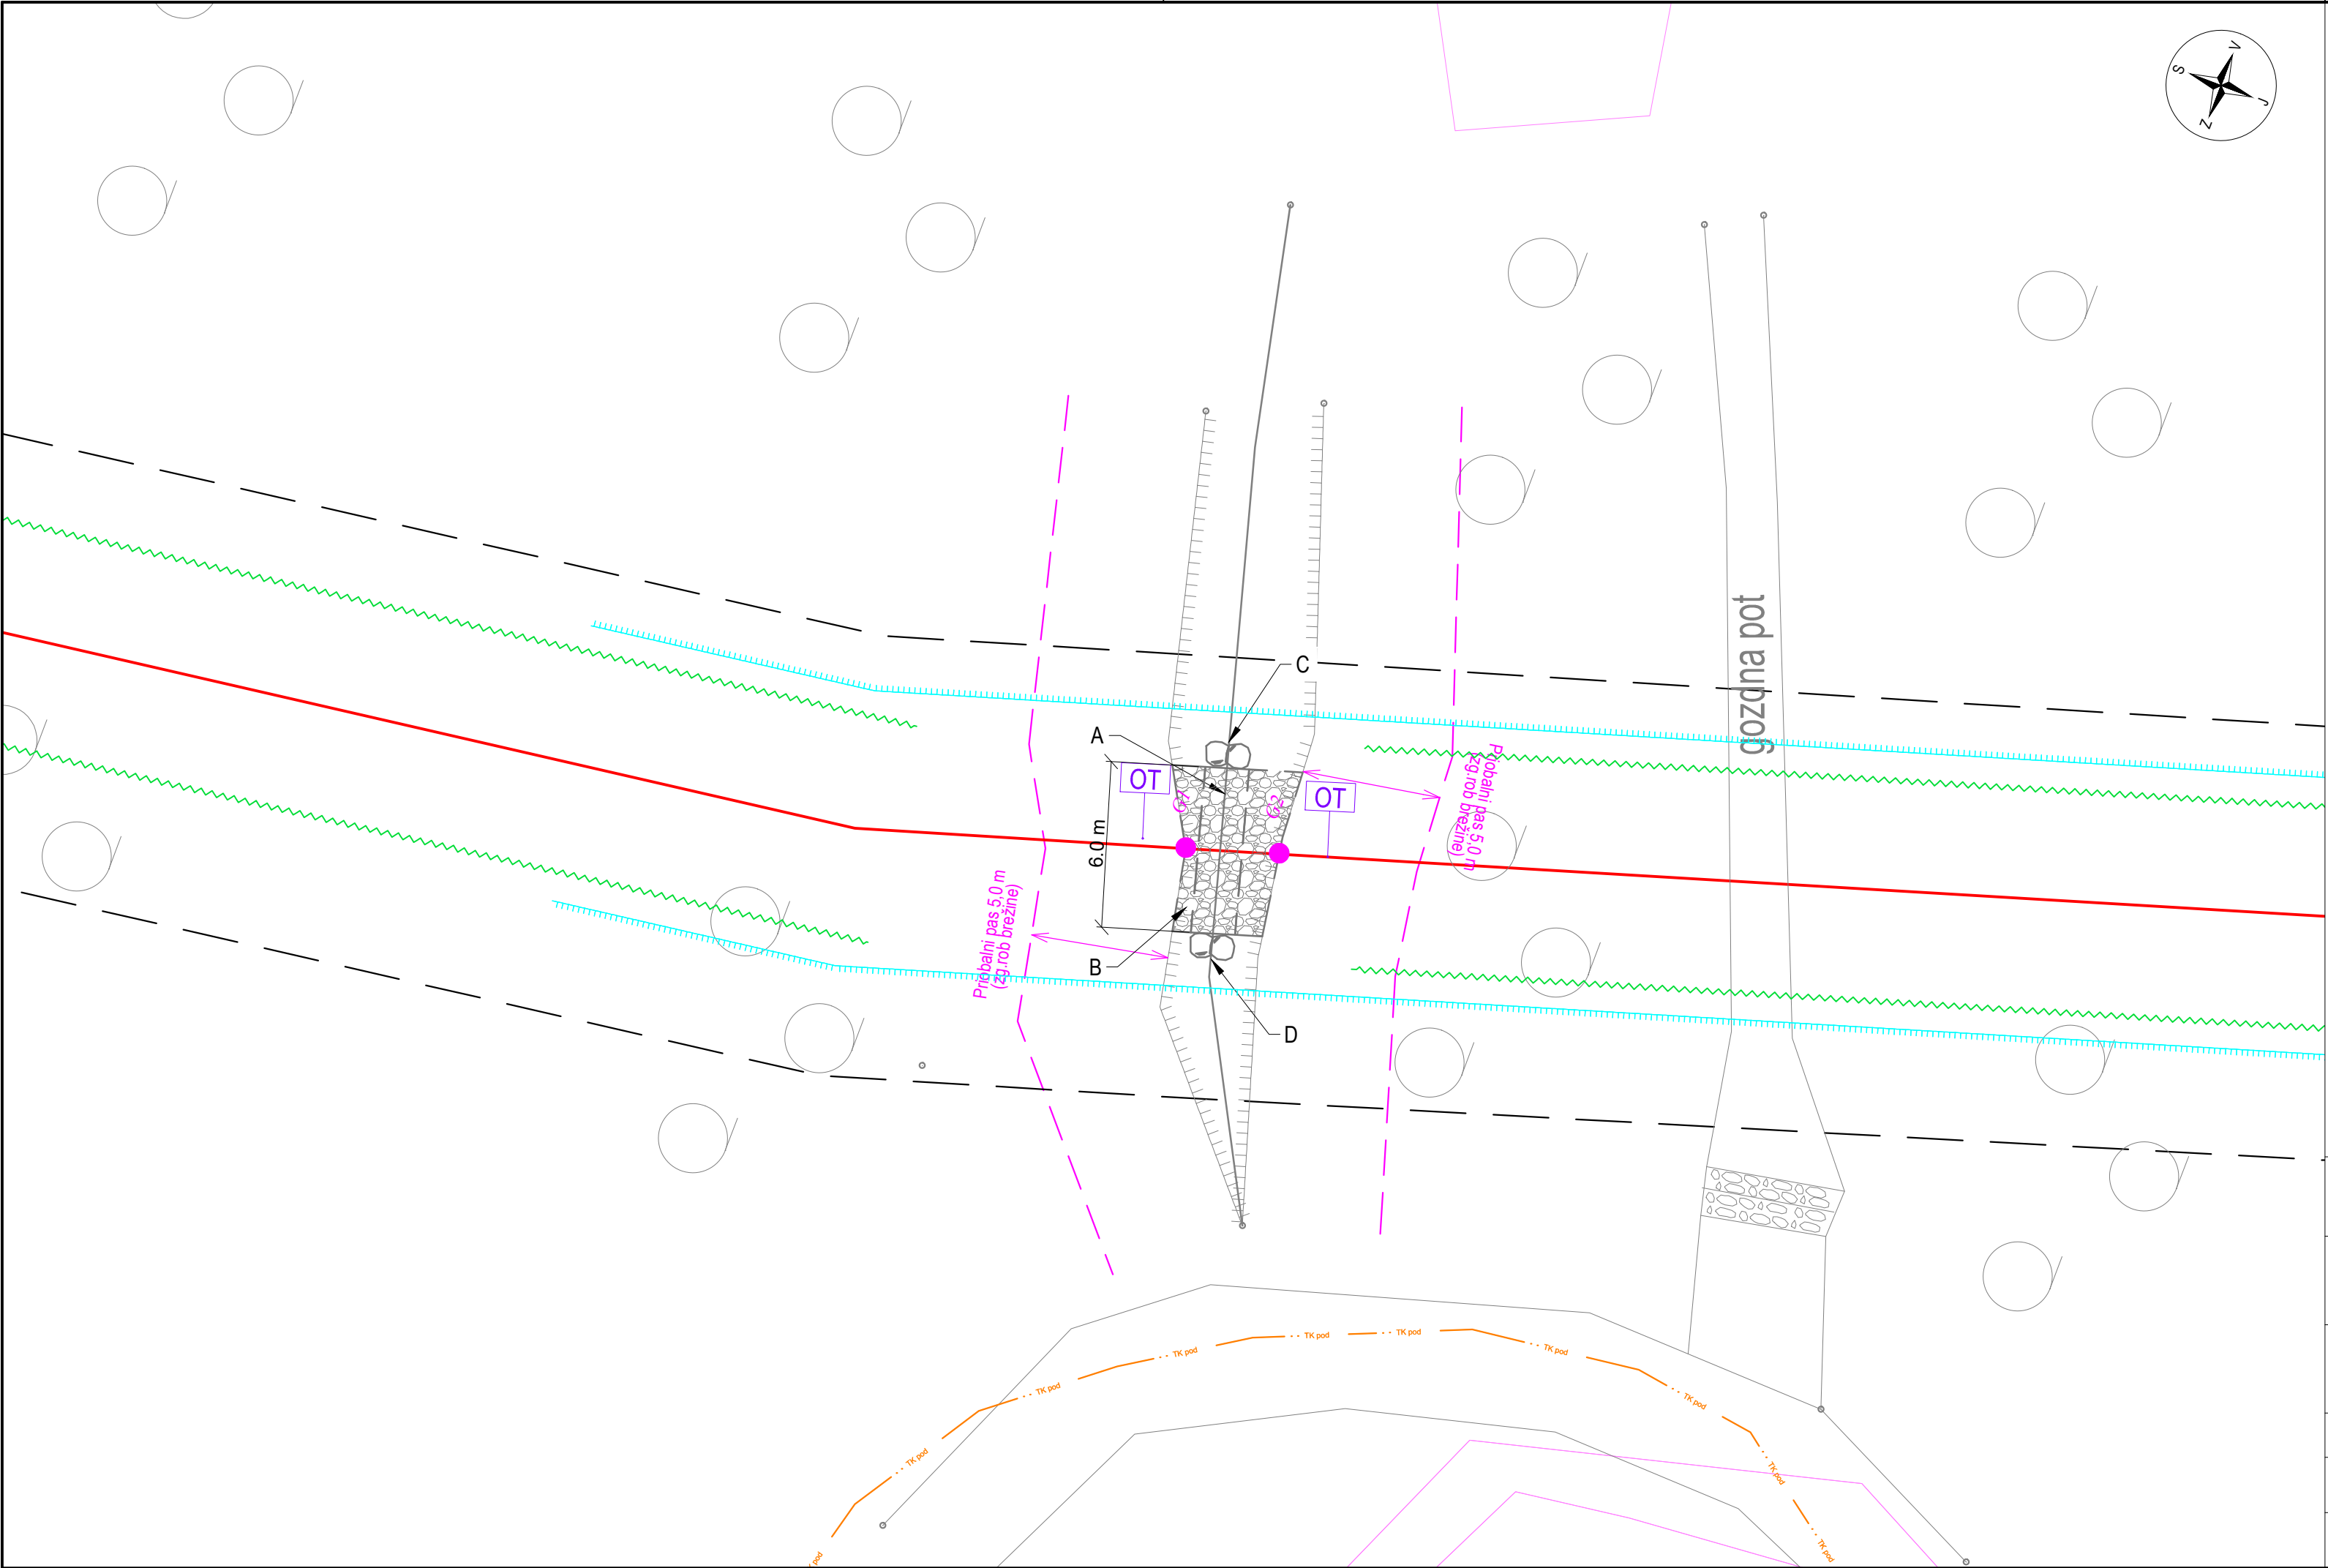 V
S
J
Z
gozdna pot
C
A
OT
OT
G1
G2
6.0 m
Priobalni pas 5,0 m
(zg.rob brežine)
Priobalni pas 5,0 m
(zg.rob brežine)
B
D
TK pod
TK pod
TK pod
TK pod
TK pod
TK pod
TK pod
TK pod
TK pod
pod